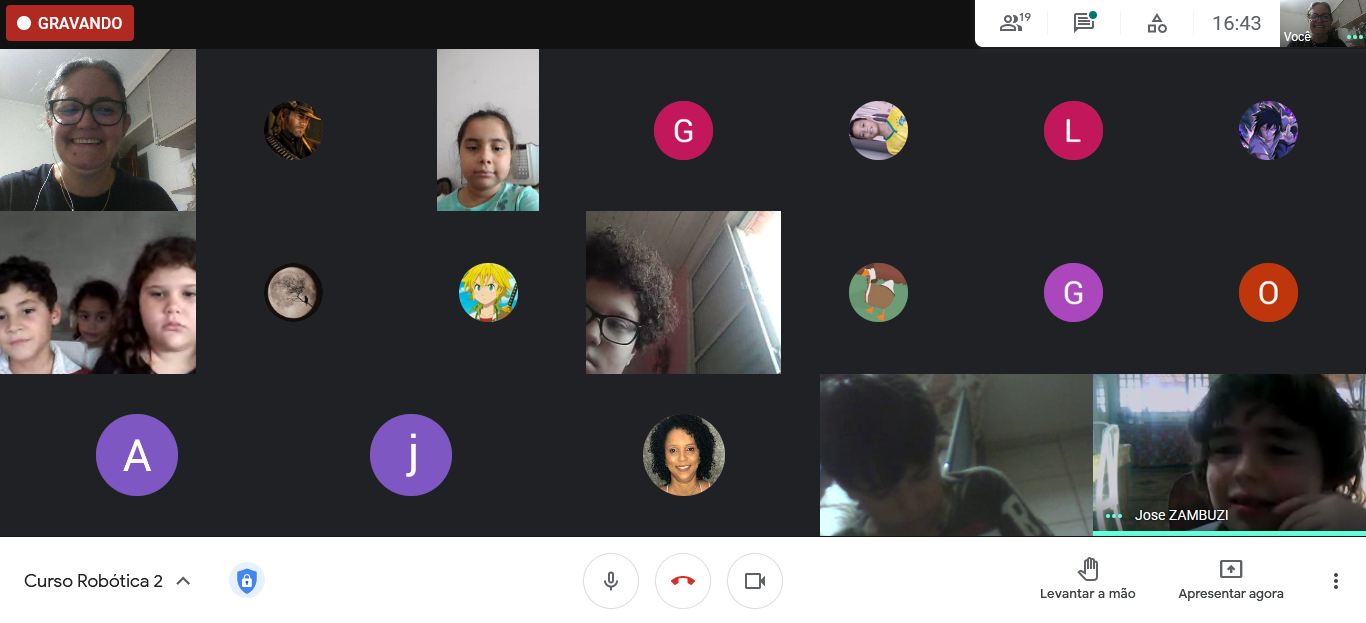 GRAVANDO
19
16:43
Você
G
L
G
O
A
j
Jose ZAMBUZI
Curso Robótica 2
Levantar a mão
Apresentar agora